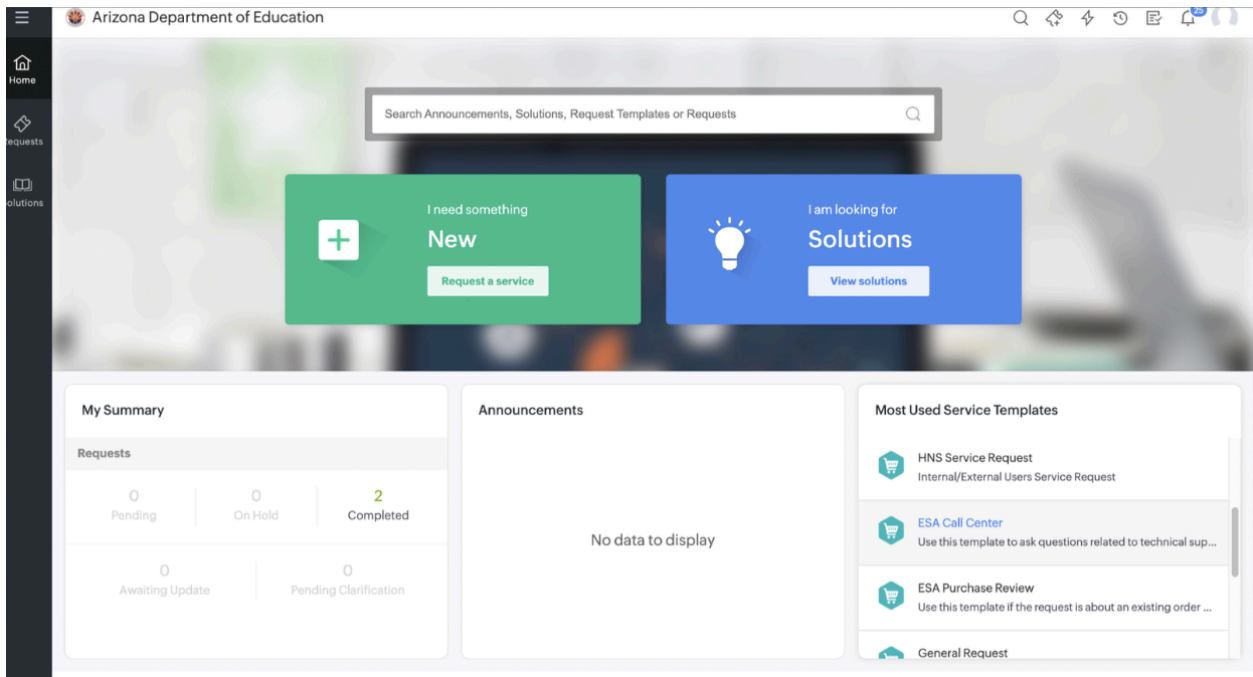 Arizona Department of Education
25
Home
equests
olutions
Search Announcements, Solutions, Request Templates or Requests
I need something
New
Request a service
I am looking for
Solutions
View solutions
My Summary
Requests
0
Pending
0
On Hold
2
Completed
0
Awaiting Update
0
Pending Clarification
Announcements
No data to display
Most Used Service Templates
HNS Service Request
Internal/External Users Service Request
ESA Call Center
Use this template to ask questions related to technical sup...
ESA Purchase Review
Use this template if the request is about an existing order ...
General Request